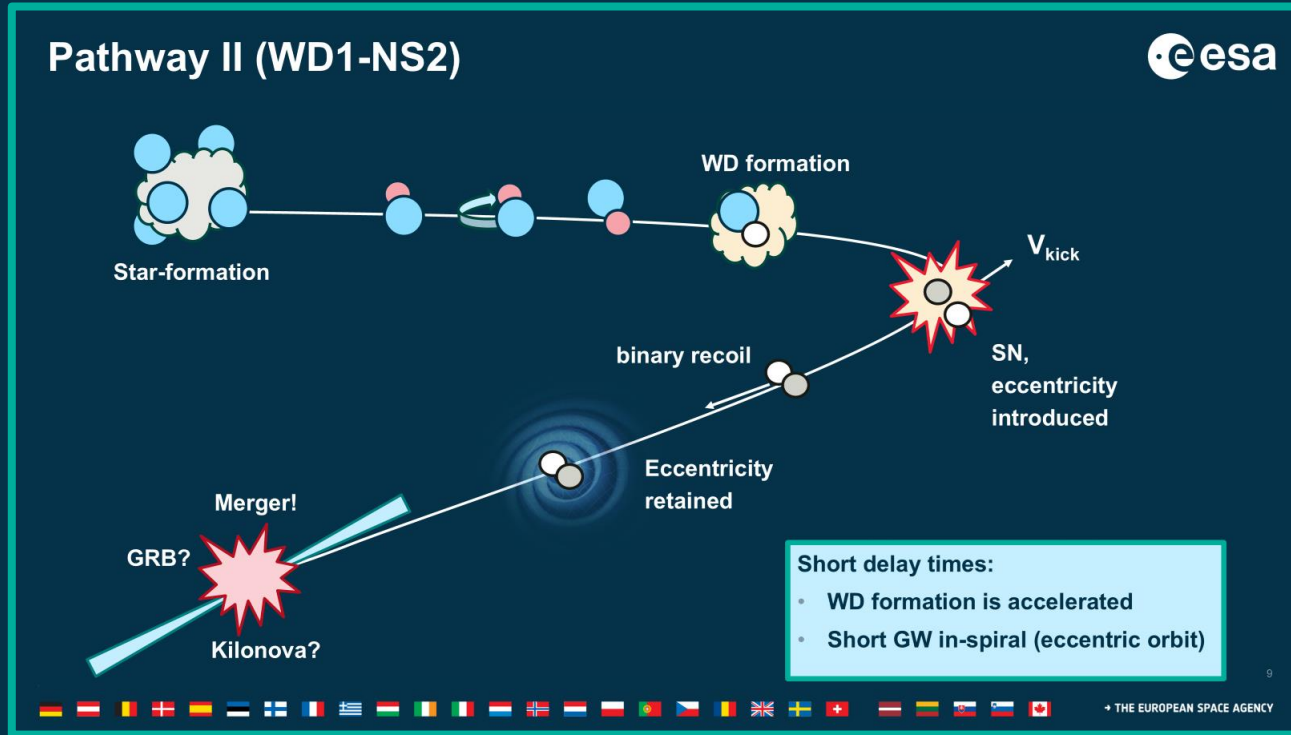 Pathway II (WD1-NS2)
esa
WD formation
Star-formation
V_kick
SN,
eccentricity
introduced
binary recoil
Eccentricity
retained
Merger!
GRB?
Kilonova?
Short delay times:
• WD formation is accelerated
• Short GW in-spiral (eccentric orbit)
9
→ THE EUROPEAN SPACE AGENCY